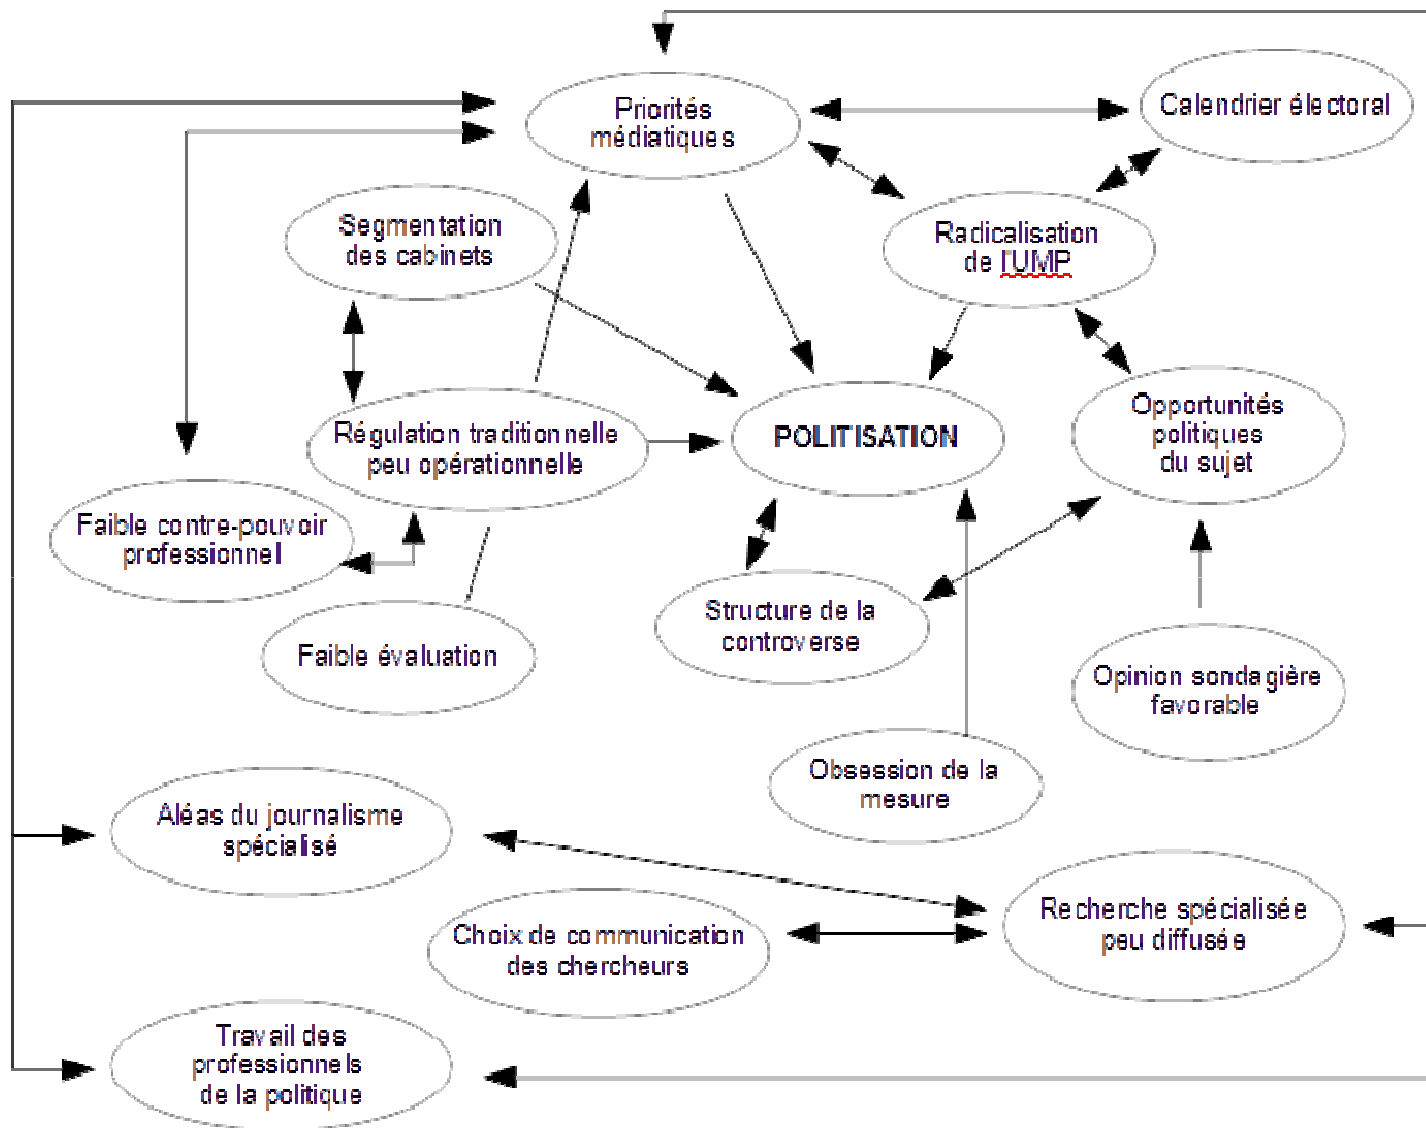 Priorités
médiatiques
Calendrier électoral
Segmentation
des cabinets
Radicalisation
de l'UMP
Régulation traditionnelle
peu opérationnelle
POLITISATION
Opportunités
politiques
du sujet
Faible contre-pouvoir
professionnel
Structure de la
controverse
Faible évaluation
Opinion sondagière
favorable
Obsession de la
mesure
Aléas du journalisme
spécialisé
Choix de communication
des chercheurs
Recherche spécialisée
peu diffusée
Travail des
professionnels
de la politique